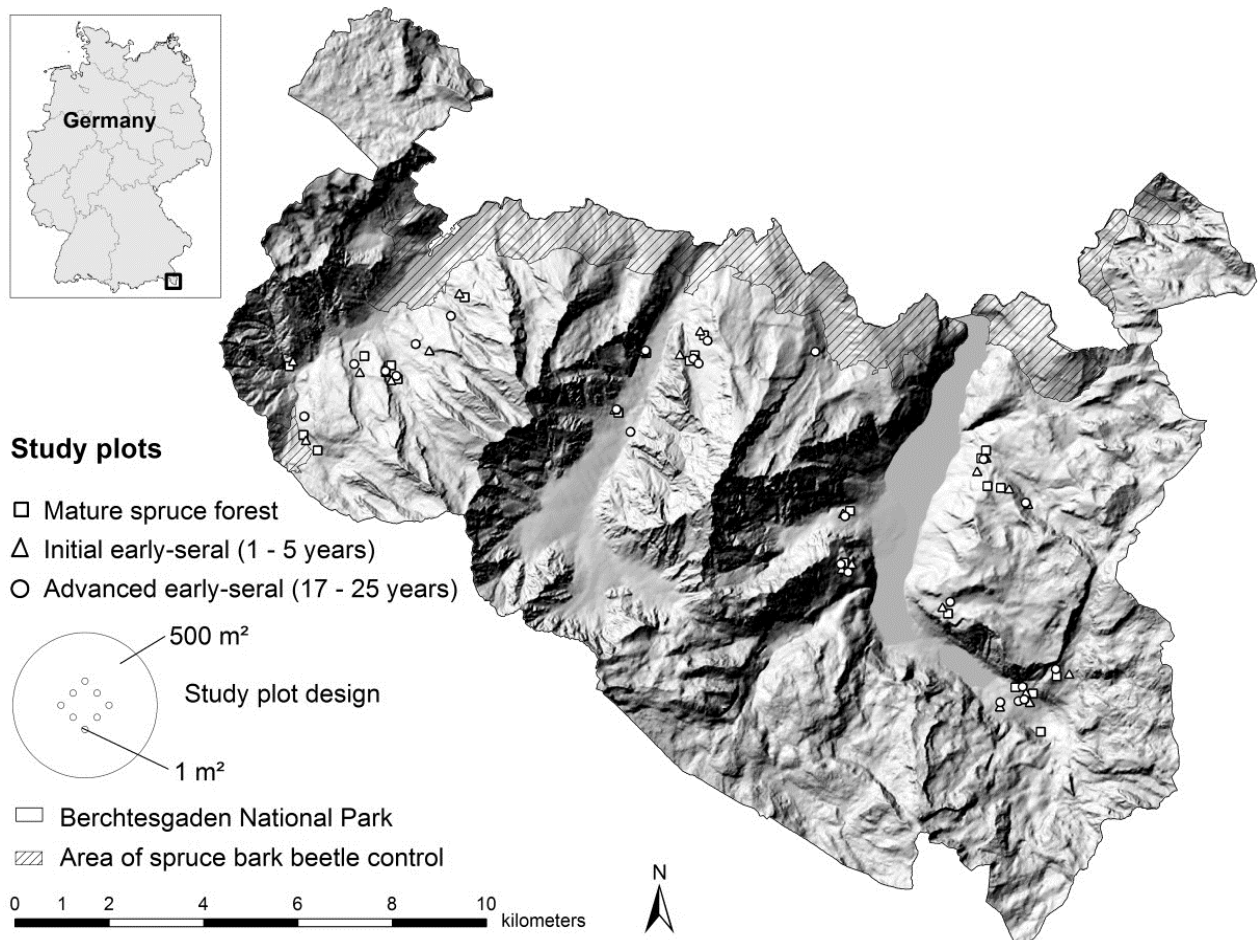 Germany
Study plots
Mature spruce forest
Initial early-seral (1 - 5 years)
Advanced early-seral (17 - 25 years)
500 m²
Study plot design
1 m²
Berchtesgaden National Park
Area of spruce bark beetle control
0 1 2 4 6 8 10
kilometers
N